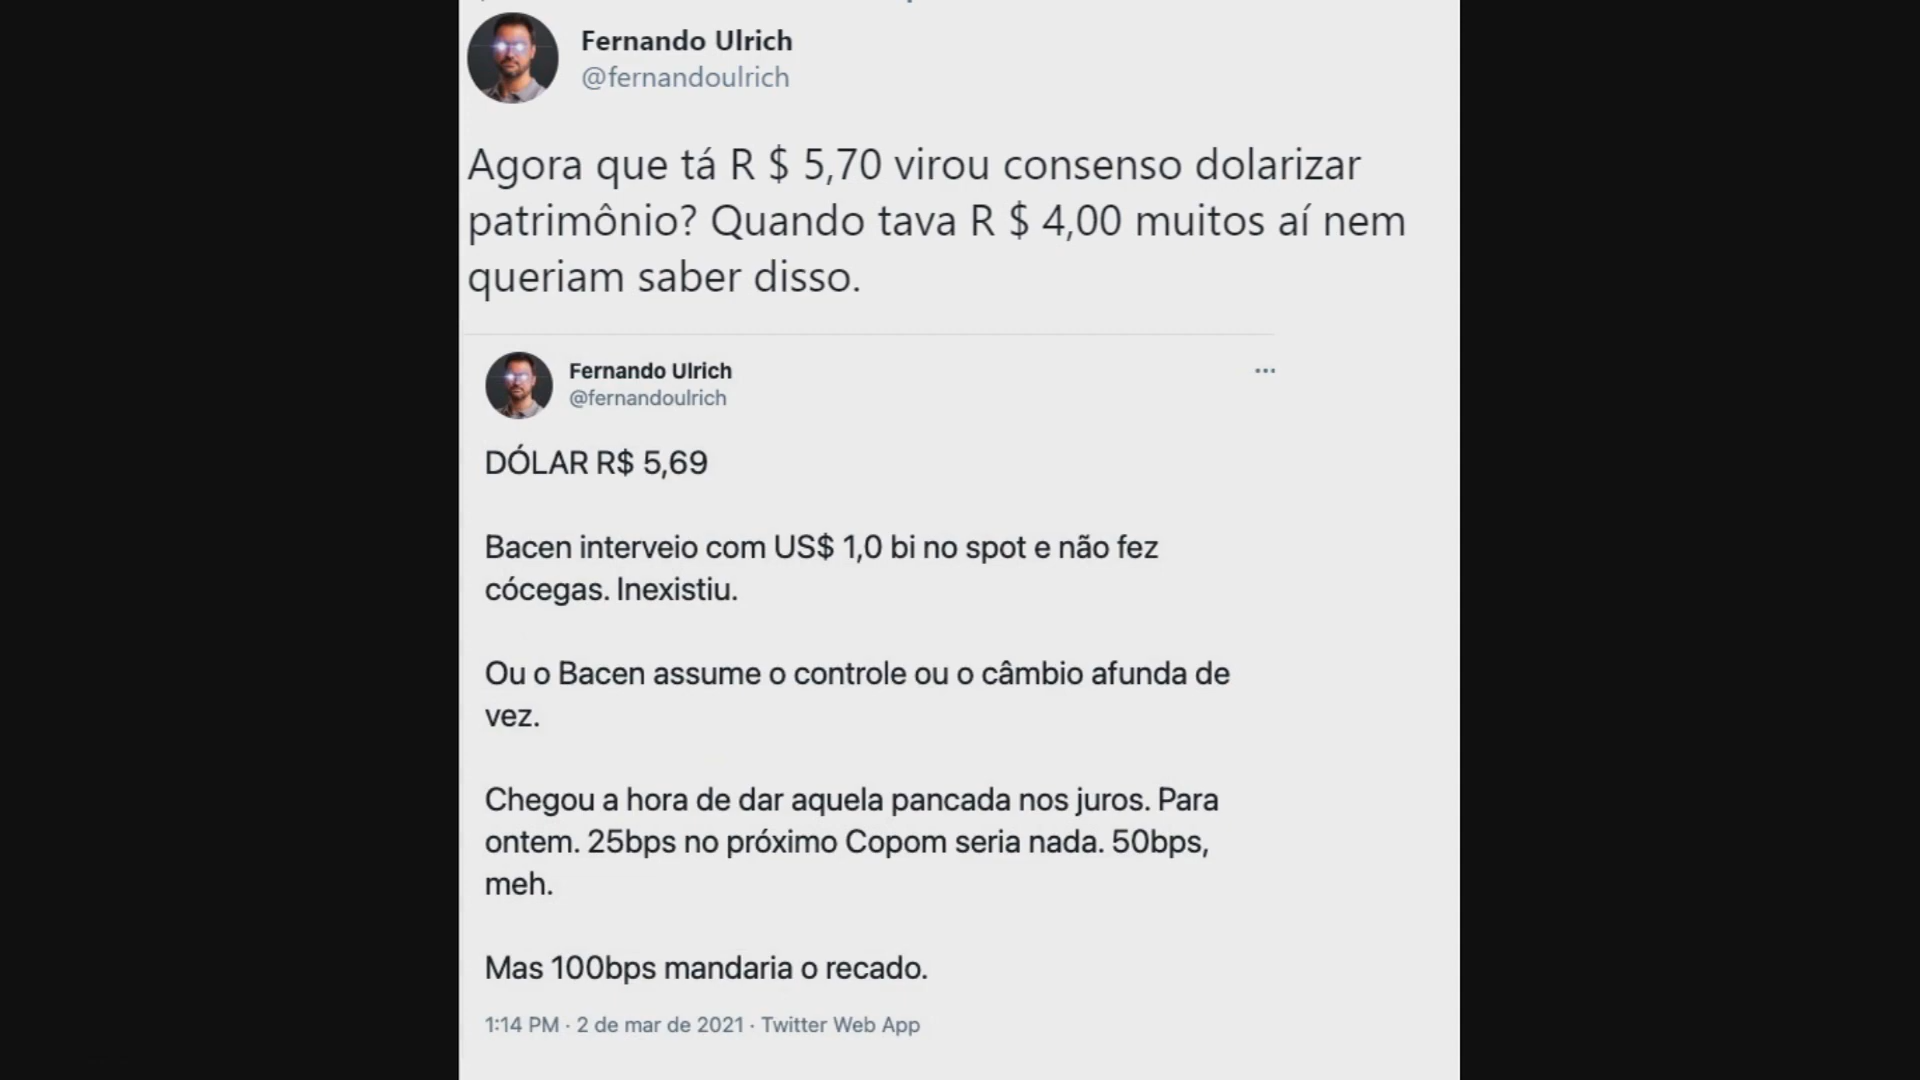 Fernando Ulrich
@fernandoulrich
Agora que tá R $ 5,70 virou consenso dolarizar
patrimônio? Quando tava R $ 4,00 muitos aí nem
queriam saber disso.
Fernando Ulrich
@fernandoulrich
DÓLAR R$ 5,69
Bacen interveio com US$ 1,0 bi no spot e não fez
cócegas. Inexistiu.
Ou o Bacen assume o controle ou o câmbio afunda de
vez.
Chegou a hora de dar aquela pancada nos juros. Para
ontem. 25bps no próximo Copom seria nada. 50bps,
meh.
Mas 100bps mandaria o recado.
1:14 PM · 2 de mar de 2021 · Twitter Web App